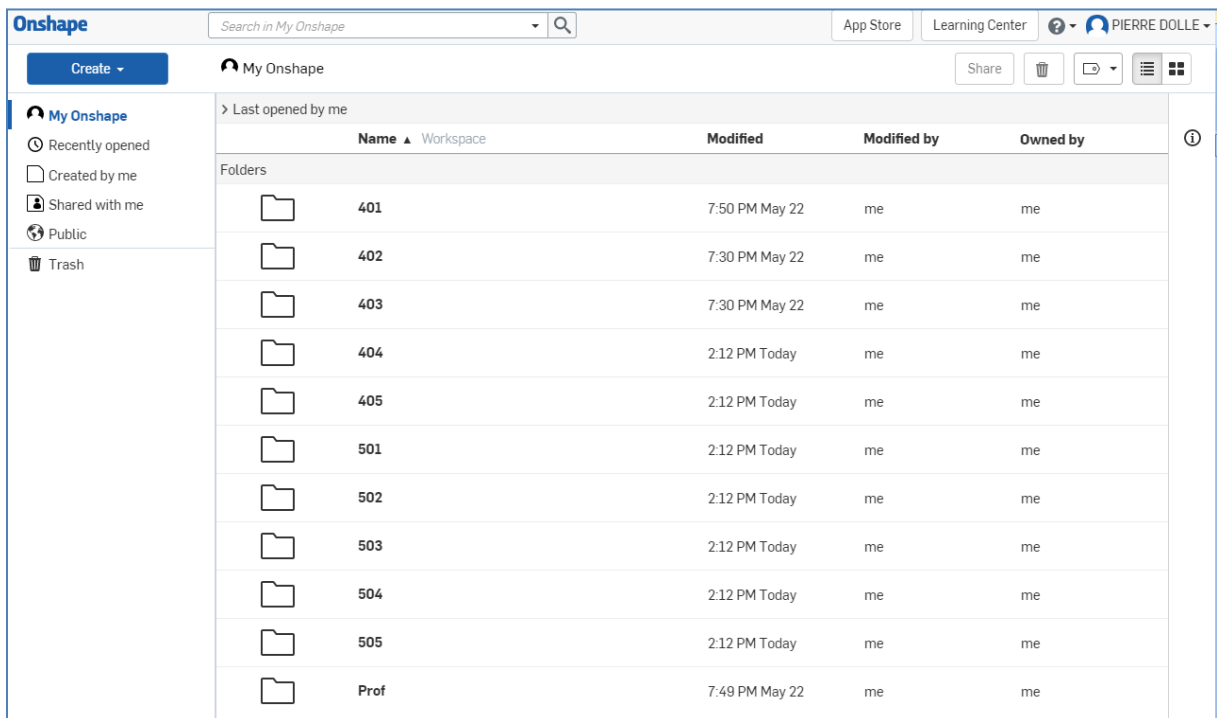 Onshape Search in My Onshape App Store Learning Center PIERRE DOLLE
Create My Onshape Share
My Onshape
Recently opened
Created by me
Shared with me
Public
Trash
Last opened by me
Name Workspace Modified Modified by Owned by
Folders
401 7:50 PM May 22 me me
402 7:30 PM May 22 me me
403 7:30 PM May 22 me me
404 2:12 PM Today me me
405 2:12 PM Today me me
501 2:12 PM Today me me
502 2:12 PM Today me me
503 2:12 PM Today me me
504 2:12 PM Today me me
505 2:12 PM Today me me
Prof 7:49 PM May 22 me me